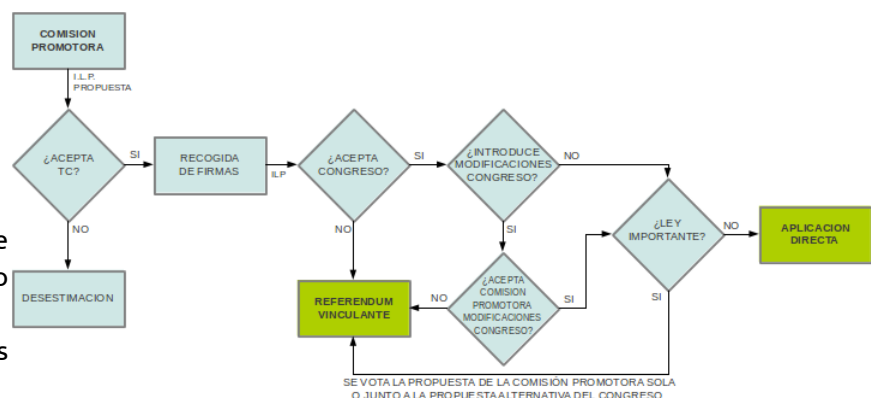 COMISION
PROMOTORA
I.L.P.
PROPUESTA
¿ACEPTA
TC?
SI
NO
DESESTIMACION
RECOGIDA
DE FIRMAS
ILP
¿ACEPTA
CONGRESO?
SI
NO
¿INTRODUCE
MODIFICACIONES
CONGRESO?
NO
SI
¿ACEPTA
COMISION
PROMOTORA
MODIFICACIONES
CONGRESO?
NO
SI
REFERENDUM
VINCULANTE
¿LEY
IMPORTANTE?
NO
SI
APLICACION
DIRECTA
SE VOTA LA PROPUESTA DE LA COMISIÓN PROMOTORA SOLA
O JUNTO A LA PROPUESTA ALTERNATIVA DEL CONGRESO
e
o
s